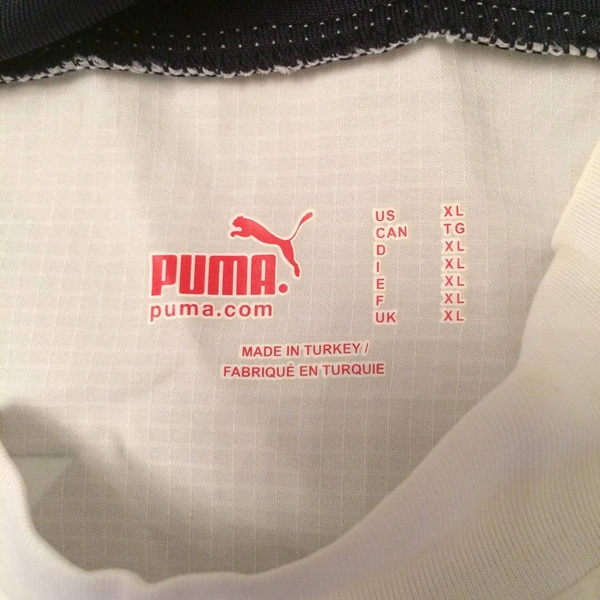 PUMA.
puma.com
US XL
CAN TG
D XL
I XL
E XL
F XL
UK XL
MADE IN TURKEY /
FABRIQUÉ EN TURQUIE